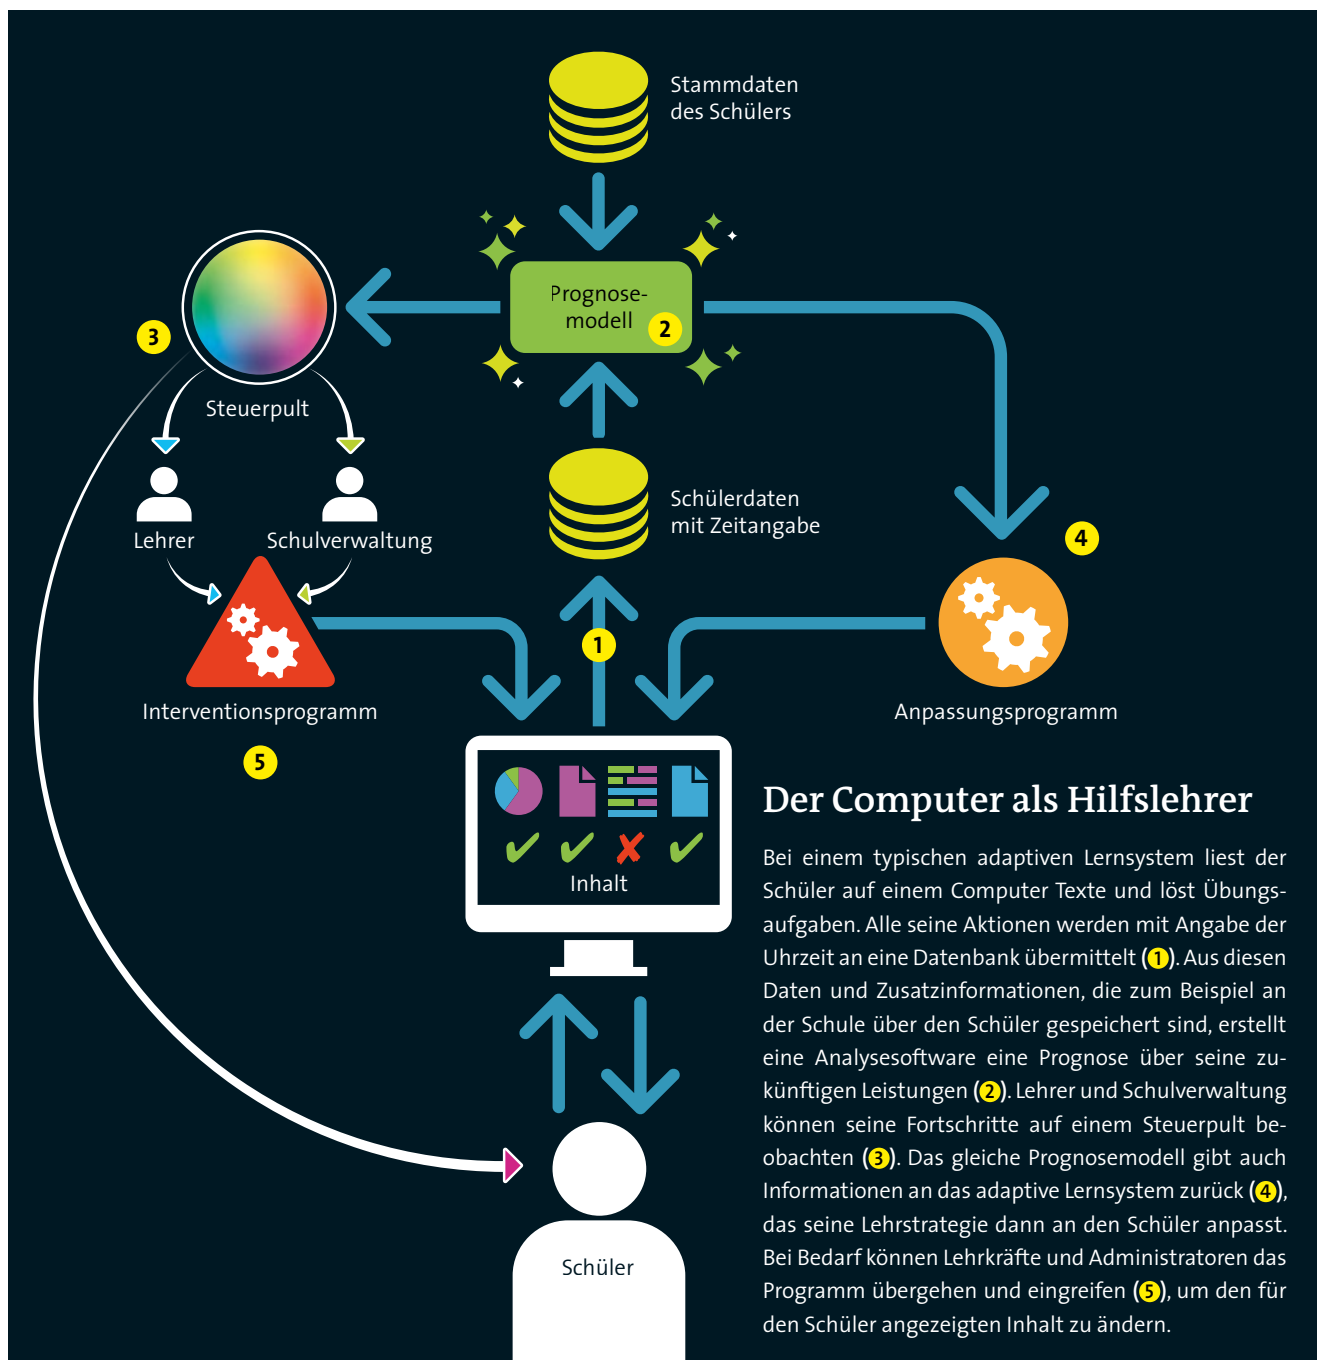 Stammdaten
des Schülers
Prognose-
modell
2
3
Steuerpult
Schülerdaten
mit Zeitangabe
4
Lehrer
Schulverwaltung
1
Interventionsprogramm
Anpassungsprogramm
5
Inhalt
Schüler
Der Computer als Hilfslehrer
Bei einem typischen adaptiven Lernsystem liest der
Schüler auf einem Computer Texte und löst Übungs-
aufgaben. Alle seine Aktionen werden mit Angabe der
Uhrzeit an eine Datenbank übermittelt (1). Aus diesen
Daten und Zusatzinformationen, die zum Beispiel an
der Schule über den Schüler gespeichert sind, erstellt
eine Analysesoftware eine Prognose über seine zu-
künftigen Leistungen (2). Lehrer und Schulverwaltung
können seine Fortschritte auf einem Steuerpult be-
obachten (3). Das gleiche Prognosemodell gibt auch
Informationen an das adaptive Lernsystem zurück (4),
das seine Lehrstrategie dann an den Schüler anpasst.
Bei Bedarf können Lehrkräfte und Administratoren das
Programm übergehen und eingreifen (5), um den für
den Schüler angezeigten Inhalt zu ändern.